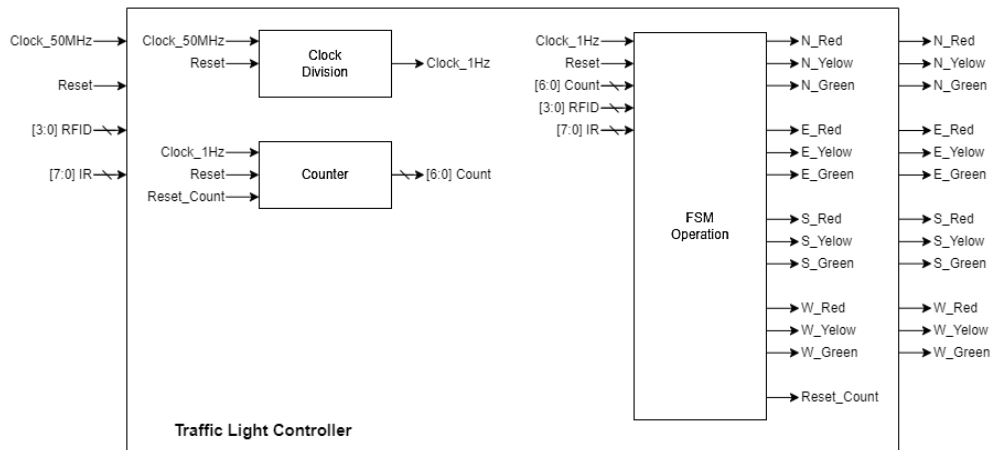 Clock_50MHz
Reset
[3:0] RFID
[7:0] IR
Clock_50MHz
Reset
Clock
Division
Clock_1Hz
Clock_1Hz
Reset
Reset_Count
Counter
[6:0] Count
Clock_1Hz
Reset
[6:0] Count
[3:0] RFID
[7:0] IR
FSM
Operation
N_Red
N_Yelow
N_Green
E_Red
E_Yelow
E_Green
S_Red
S_Yelow
S_Green
W_Red
W_Yelow
W_Green
Reset_Count
N_Red
N_Yelow
N_Green
E_Red
E_Yelow
E_Green
S_Red
S_Yelow
S_Green
W_Red
W_Yelow
W_Green
Traffic Light Controller